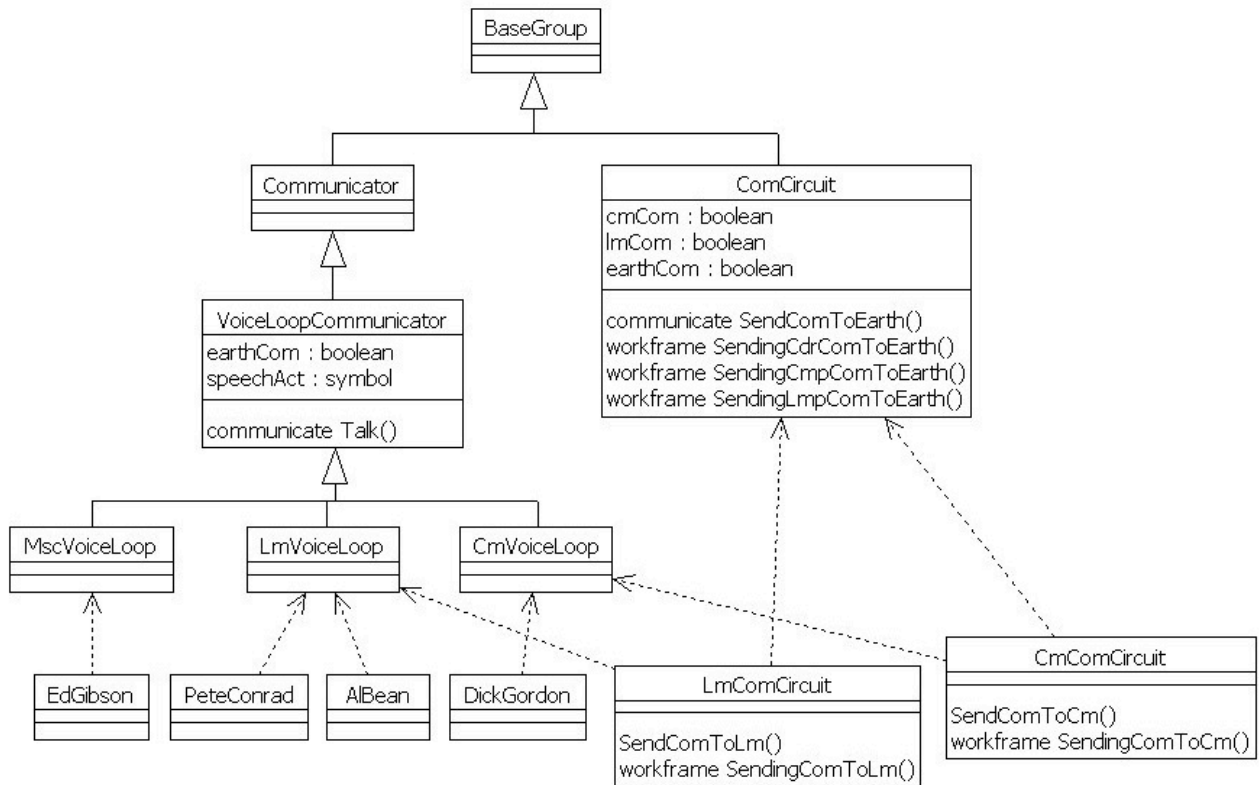 BaseGroup
Communicator
ComCircuit
cmCom : boolean
lmCom : boolean
earthCom : boolean
communicate SendComToEarth()
workframe SendingCdrComToEarth()
workframe SendingCmpComToEarth()
workframe SendingLmpComToEarth()
VoiceLoopCommunicator
earthCom : boolean
speechAct : symbol
communicate Talk()
MscVoiceLoop
LmVoiceLoop
CmVoiceLoop
EdGibson
PeteConrad
AlBean
DickGordon
LmComCircuit
SendComToLm()
workframe SendingComToLm()
CmComCircuit
SendComToCm()
workframe SendingComToCm()